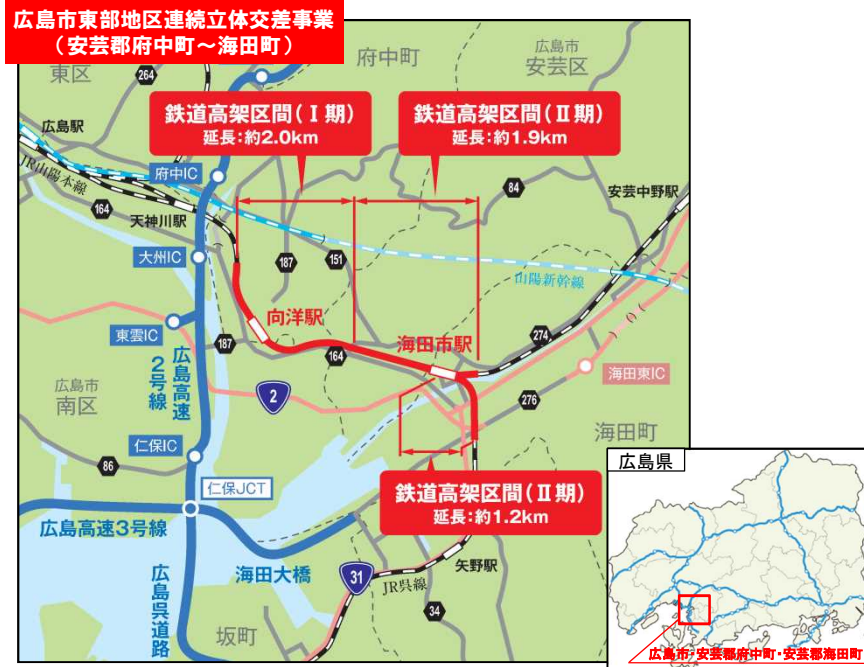 広島市東部地区連続立体交差事業
（安芸郡府中町～海田町）
東区
264
府中町
広島市
安芸区
鉄道高架区間（Ⅰ期）
延長：約2.0km
鉄道高架区間（Ⅱ期）
延長：約1.9km
広島駅
府中IC
JR山陽本線
164
天神川駅
84
安芸中野駅
大州IC
187
151
山陽新幹線
向洋駅
東雲IC
187
164
海田市駅
274
広島高速
2号線
2
海田東IC
広島市
南区
276
海田町
仁保IC
86
仁保JCT
鉄道高架区間（Ⅱ期）
延長：約1.2km
広島高速3号線
海田大橋
31
JR呉線
矢野駅
34
広島呉道路
坂町
広島県
広島市・安芸郡府中町・安芸郡海田町